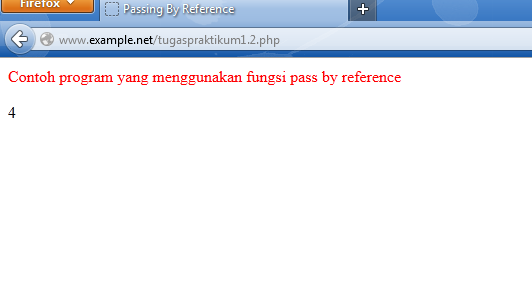 Firefox
Passing By Reference
www.example.net/tugaspraktikum1.2.php
Contoh program yang menggunakan fungsi pass by reference
4